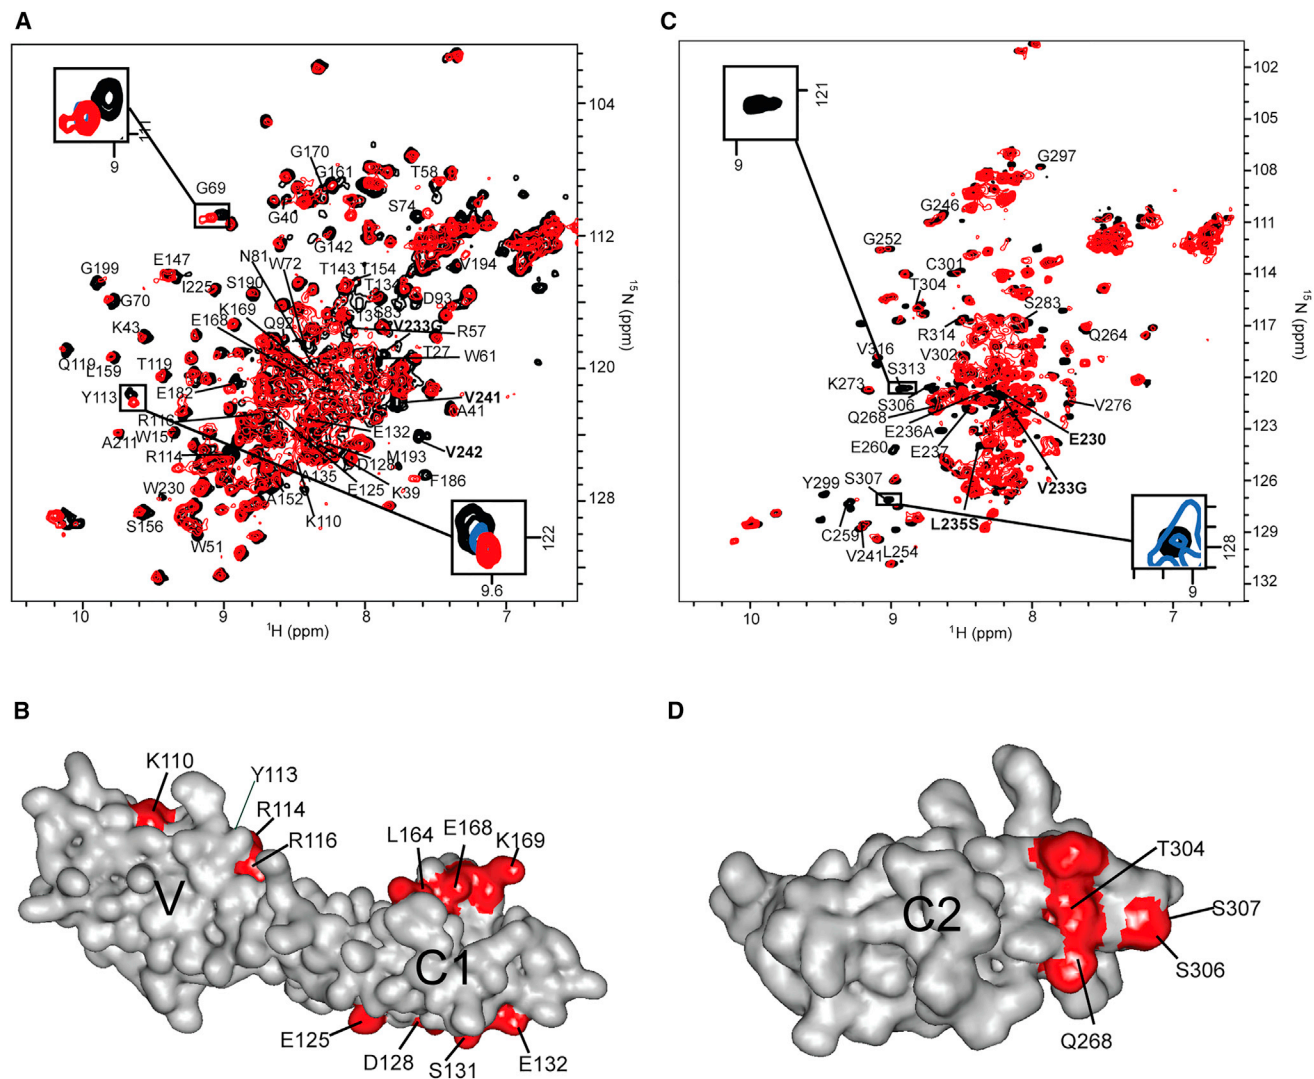 A
G170
G161
T58
G69
S74
G40
G142
N81
W72
E147
G199
T143
T154
V194
I225
S190
T134
G70
D93
K169
S83
K43
E168
Q92
V233G
R57
Q119
T119
T27
W61
L159
E182
Y113
V241
A41
R116
E132
V242
A211
W157
M193
R114
D128
F186
A135
K39
W230
E125
A152
S156
K110
W51
9
122
9.6
104
112
120
128
15N (ppm)
10 9 8 7
1H (ppm)
C
121
9
G297
G246
G252
C301
T304
S283
R314
Q264
V316
V302
S313
K273
S306
V276
Q268
E236A
E230
E260
E237
Y299
S307
V233G
L235S
C259
V241
L254
128
9
102
105
108
111
114
117
120
123
126
129
132
15N (ppm)
10 9 8 7
1H (ppm)
B
K110
Y113
R114
R116
L164
E168
K169
V
C1
E125
D128
S131
E132
D
T304
C2
S307
S306
Q268